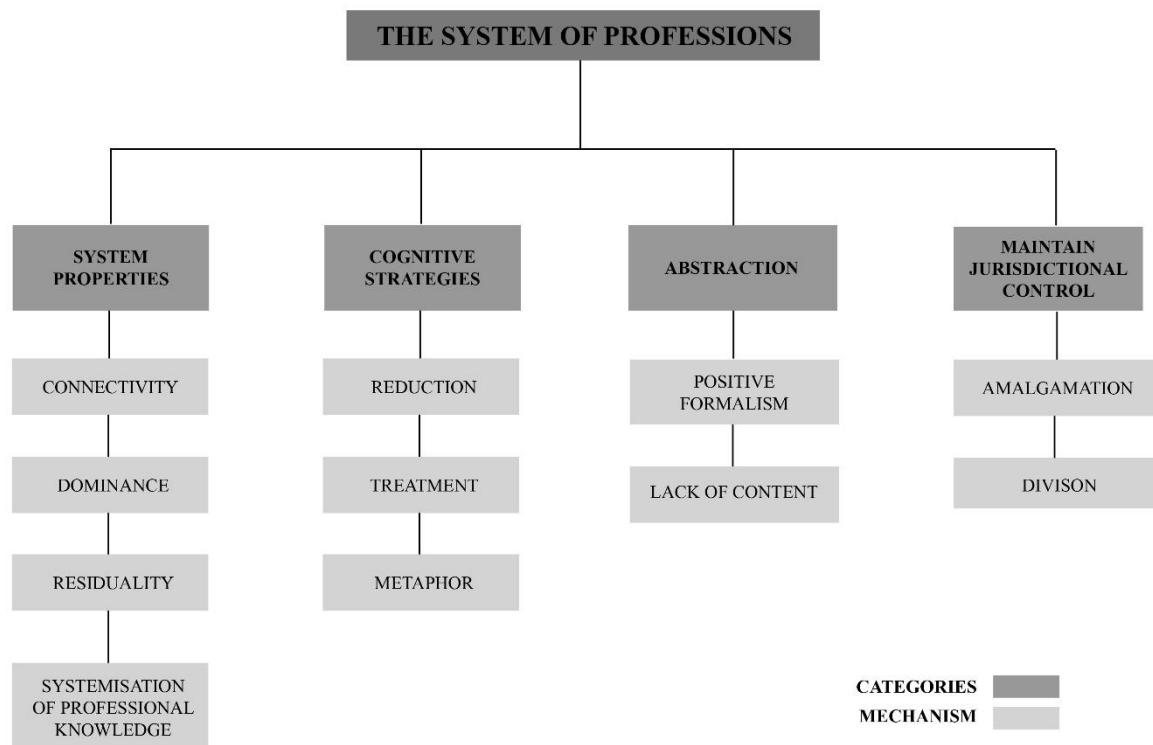 THE SYSTEM OF PROFESSIONS
SYSTEM
PROPERTIES
CONNECTIVITY
DOMINANCE
RESIDUALITY
SYSTEMISATION
OF PROFESSIONAL
KNOWLEDGE
COGNITIVE
STRATEGIES
REDUCTION
TREATMENT
METAPHOR
ABSTRACTION
POSITIVE
FORMALISM
LACK OF CONTENT
MAINTAIN
JURISDICTIONAL
CONTROL
AMALGAMATION
DIVISON
CATEGORIES
MECHANISM